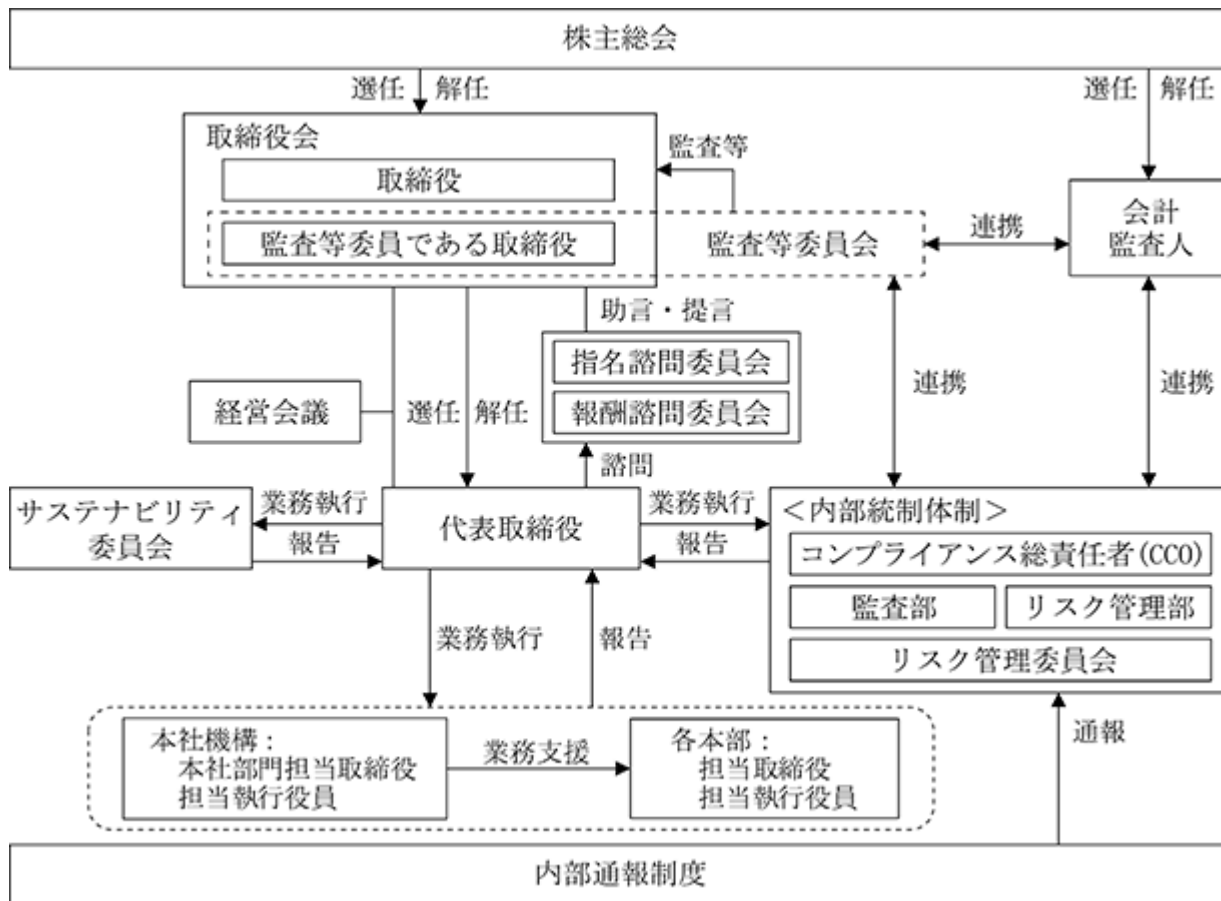 株主総会
選任
解任
選任
解任
取締役会
取締役
監査等
監査等委員である取締役
監査等委員会
連携
会計
監査人
助言・提言
指名諮問委員会
報酬諮問委員会
経営会議
選任
解任
諮問
連携
連携
サステナビリティ
委員会
業務執行
報告
代表取締役
業務執行
報告
＜内部統制体制＞
コンプライアンス総責任者(CCO)
監査部
リスク管理部
リスク管理委員会
業務執行
報告
本社機構：
本社部門担当取締役
担当執行役員
業務支援
各本部：
担当取締役
担当執行役員
通報
内部通報制度